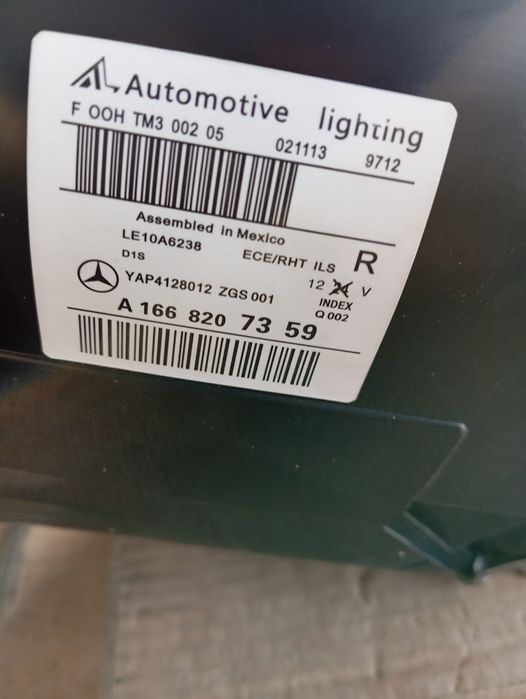 Automotive lighting
F 00H TM3 002 05 021113 9712
Assembled in Mexico
LE10A6238 ECE/RHT ILS R
D1S 12 24 V
YAP4128012 ZGS 001 INDEX
Q 002
A 166 820 73 59